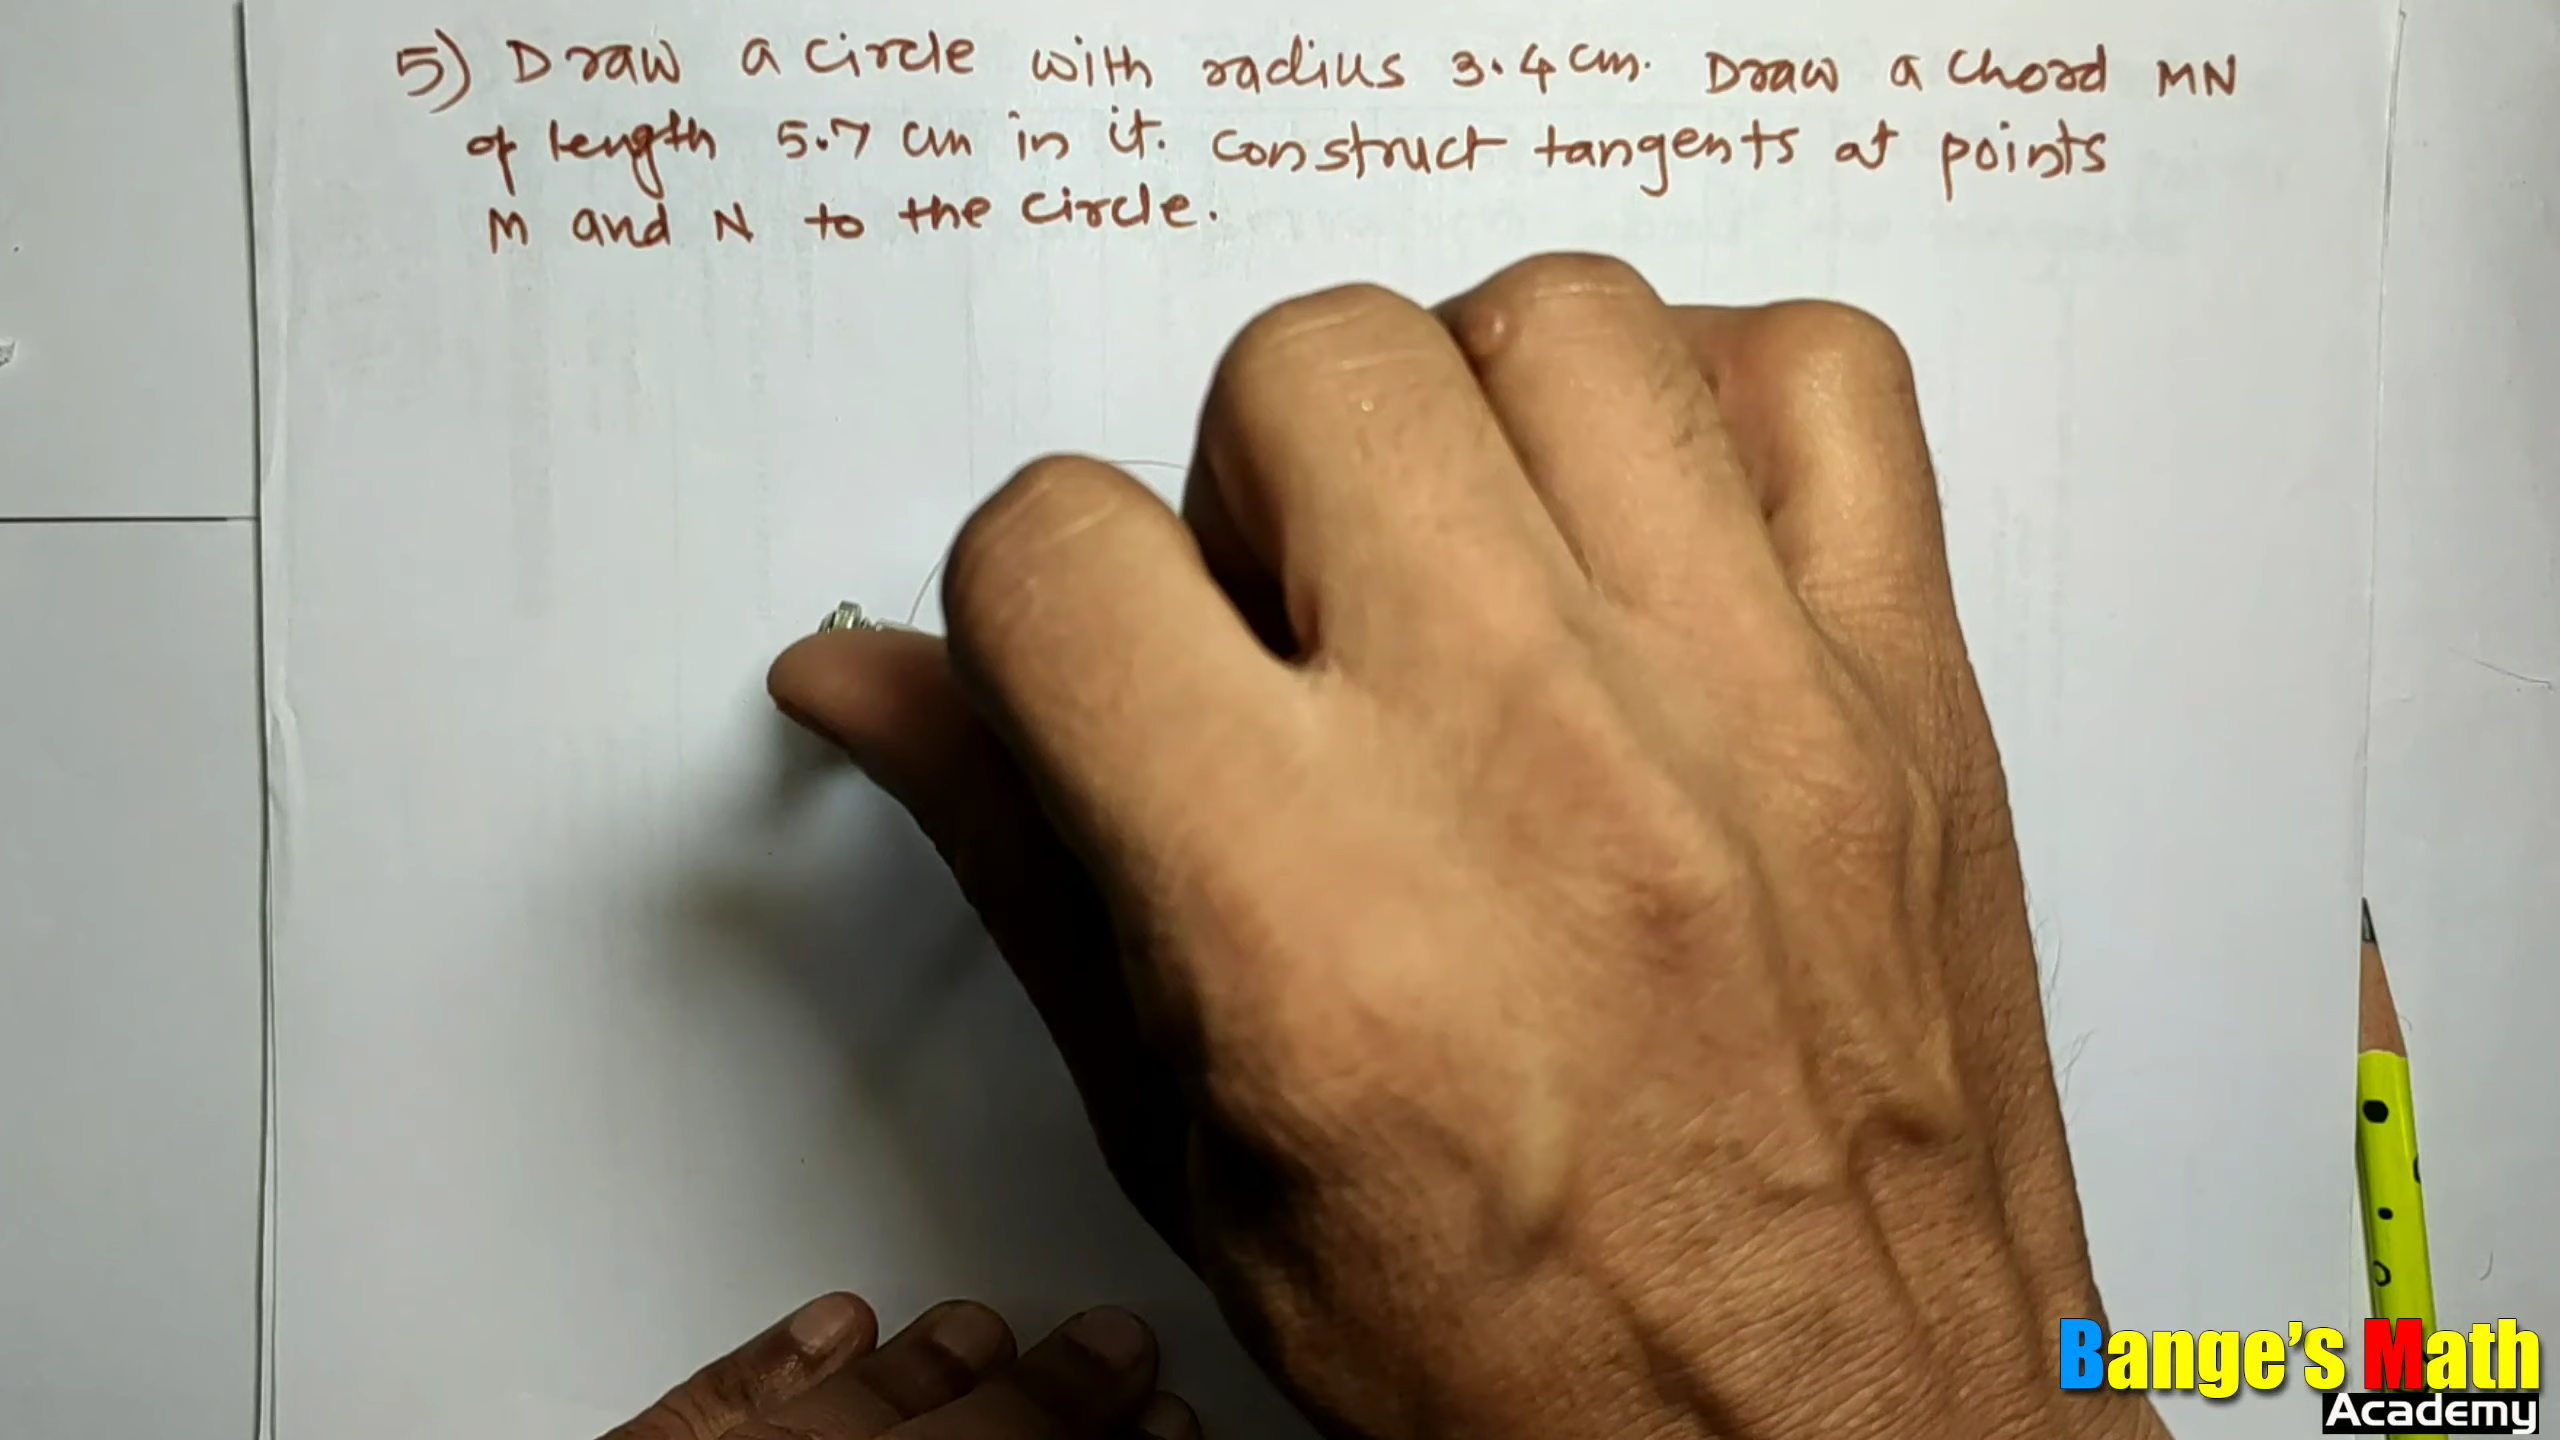 5) Draw a circle with radius 3.4 cm. Draw a chord MN
of length 5.7 cm in it. Construct tangents at points
M and N to the circle.
Bange's Math
Academy